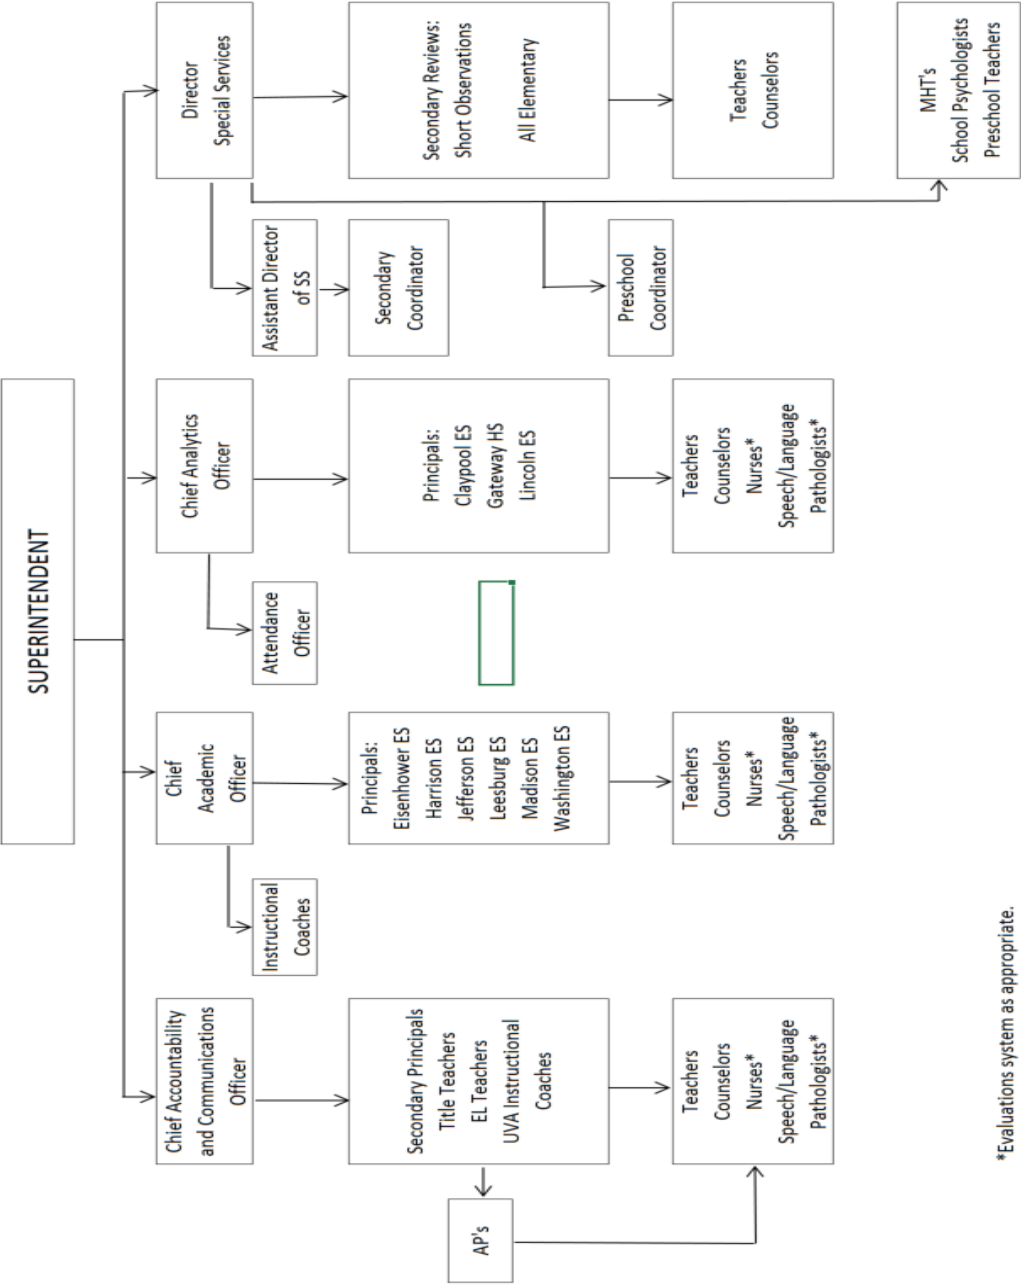 SUPERINTENDENT
Chief Accountability
and Communications
Officer
Chief
Academic
Officer
Chief Analytics
Officer
Director
Special Services
Instructional
Coaches
Attendance
Officer
Assistant Director
of SS
AP's
Secondary Principals
Title Teachers
EL Teachers
UVA Instructional
Coaches
Principals:
Eisenhower ES
Harrison ES
Jefferson ES
Leesburg ES
Madison ES
Washington ES
Principals:
Claypool ES
Gateway HS
Lincoln ES
Secondary
Coordinator
Secondary Reviews:
Short Observations
All Elementary
Teachers
Counselors
Nurses*
Speech/Language
Pathologists*
Teachers
Counselors
Nurses*
Speech/Language
Pathologists*
Teachers
Counselors
Nurses*
Speech/Language
Pathologists*
Preschool
Coordinator
Teachers
Counselors
MHT's
School Psychologists
Preschool Teachers
*Evaluations system as appropriate.